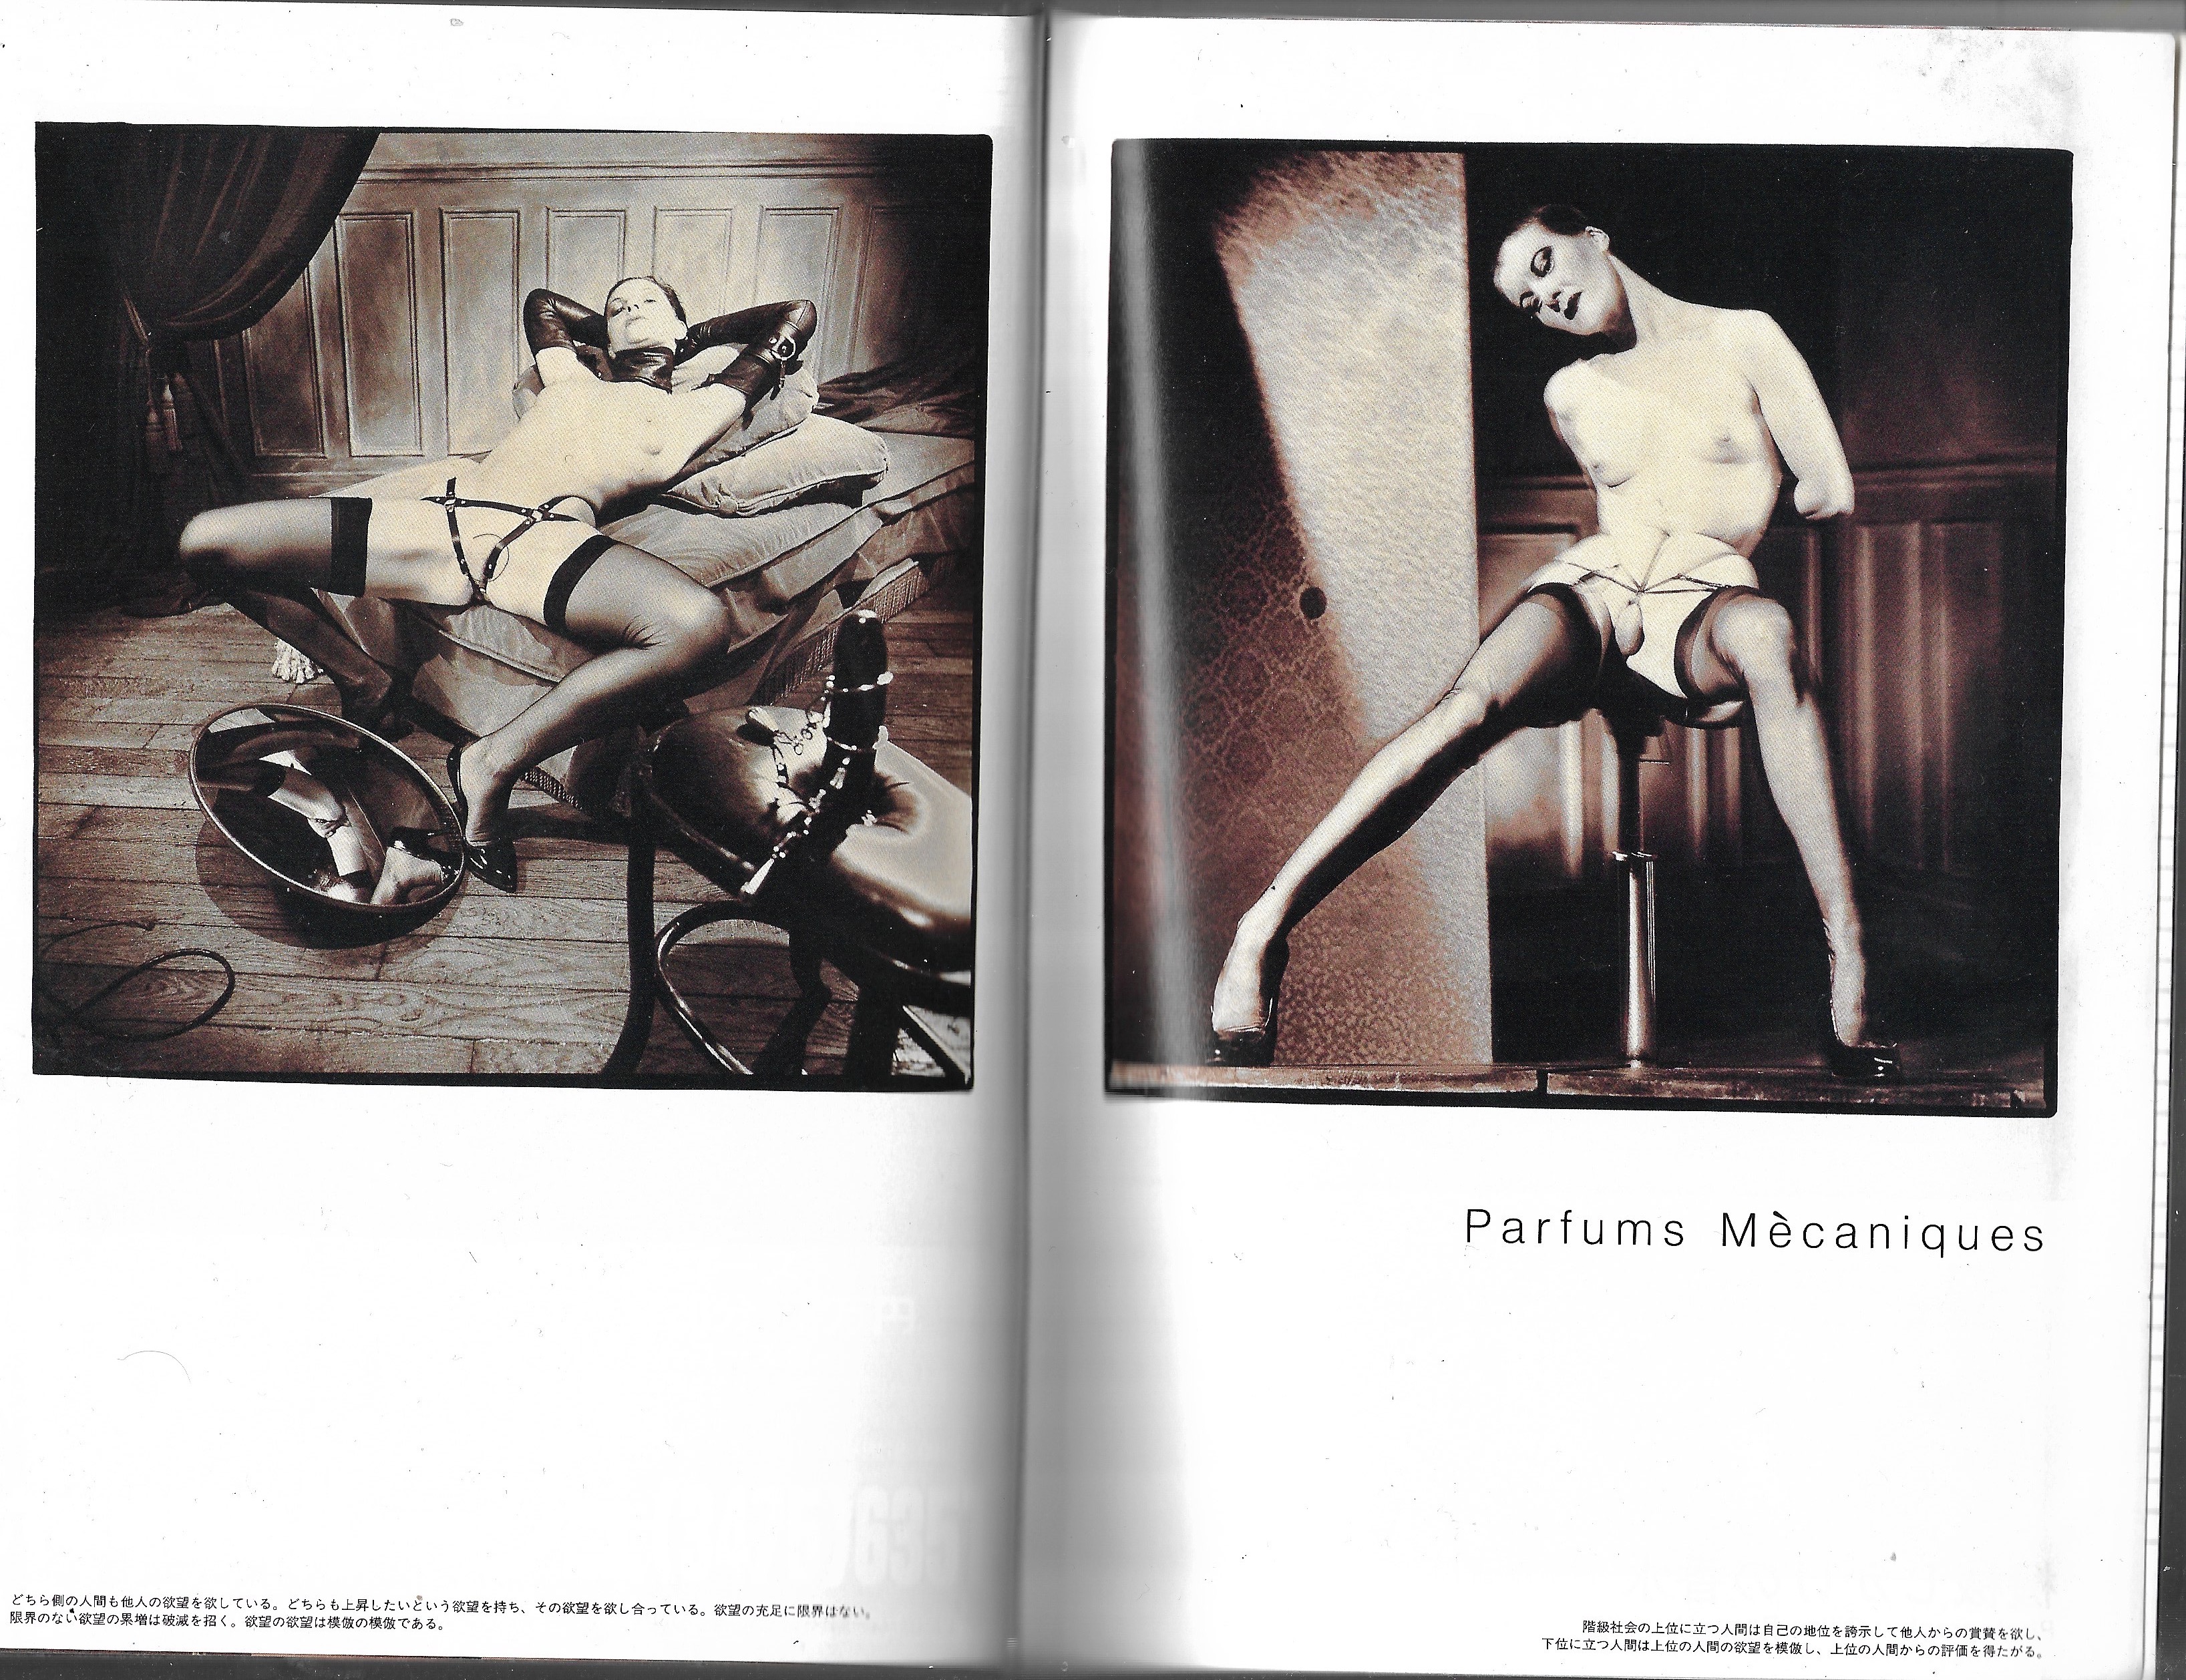 Parfums Mècaniques
どちら側の人間も他人の欲望を欲している。どちらも上昇したいという欲望を持ち、その欲望を欲し合っている。欲望の充足に限界はない。
限界のない欲望の累増は破滅を招く。欲望の欲望は模倣の模倣である。
階級社会の上位に立つ人間は自己の地位を誇示して他人からの賞賛を欲し、
下位に立つ人間は上位の人間の欲望を模倣し、上位の人間からの評価を得たがる。